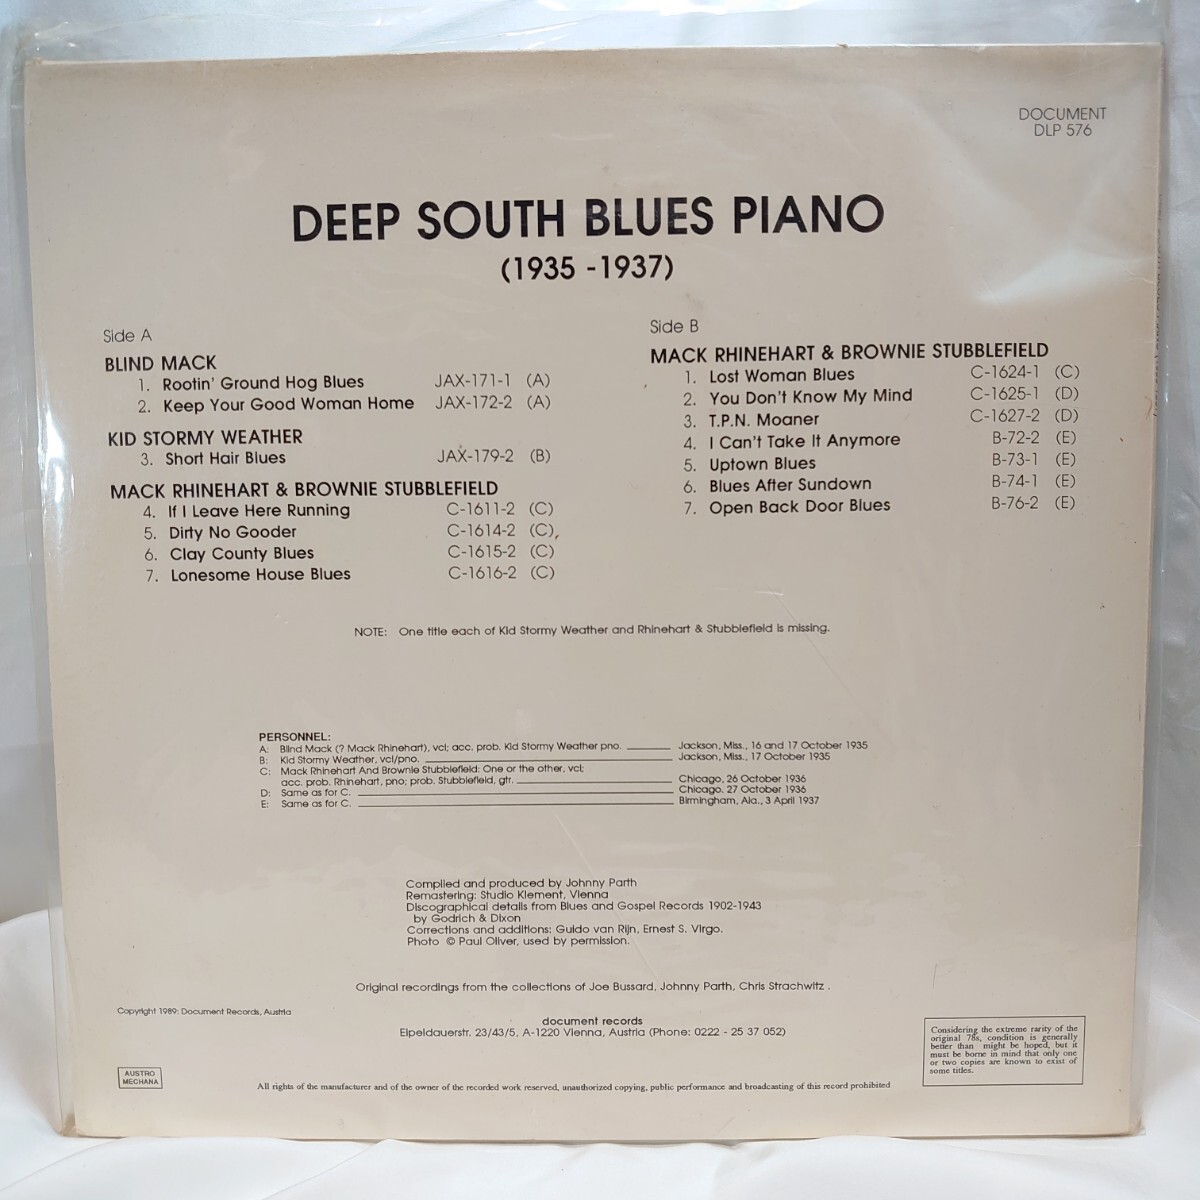 DOCUMENT
DLP 576
DEEP SOUTH BLUES PIANO
(1935 -1937)
Side A
BLIND MACK
1. Rootin' Ground Hog Blues JAX-171-1 (A)
2. Keep Your Good Woman Home JAX-172-2 (A)
KID STORMY WEATHER
3. Short Hair Blues JAX-179-2 (B)
MACK RHINEHART & BROWNIE STUBBLEFIELD
4. If I Leave Here Running C-1611-2 (C)
5. Dirty No Gooder C-1614-2 (C),
6. Clay County Blues C-1615-2 (C)
7. Lonesome House Blues C-1616-2 (C)
Side B
MACK RHINEHART & BROWNIE STUBBLEFIELD
1. Lost Woman Blues C-1624-1 (C)
2. You Don't Know My Mind C-1625-1 (D)
3. T.P.N. Moaner C-1627-2 (D)
4. I Can't Take It Anymore B-72-2 (E)
5. Uptown Blues B-73-1 (E)
6. Blues After Sundown B-74-1 (E)
7. Open Back Door Blues B-76-2 (E)
NOTE: One title each of Kid Stormy Weather and Rhinehart & Stubblefield is missing.
PERSONNEL:
A: Blind Mack (? Mack Rhinehart), vcl; acc. prob. Kid Stormy Weather pno. Jackson, Miss., 16 and 17 October 1935
B: Kid Stormy Weather, vcl/pno. Jackson, Miss., 17 October 1935
C: Mack Rhinehart And Brownie Stubblefield: One or the other, vcl;
acc. prob. Rhinehart, pno; prob. Stubblefield, gtr. Chicago, 26 October 1936
D: Same as for C. Chicago. 27 October 1936
E: Same as for C. Birmingham, Ala., 3 April 1937
Compiled and produced by Johnny Parth
Remastering: Studio Klement, Vienna
Discographical details from Blues and Gospel Records 1902-1943
by Godrich & Dixon
Corrections and additions: Guido van Rijn, Ernest S. Virgo.
Photo © Paul Oliver, used by permission.
Original recordings from the collections of Joe Bussard, Johnny Parth, Chris Strachwitz .
Copyright 1989: Document Records, Austria
document records
Eipeldauerstr. 23/43/5, A-1220 Vienna, Austria (Phone: 0222 - 25 37 052)
Considering the extreme rarity of the
original 78s, condition is generally
better than might be hoped, but it
must be borne in mind that only one
or two copies are known to exist of
some titles.
AUSTRO
MECHANA
All rights of the manufacturer and of the owner of the recorded work reserved, unauthorized copying, public performance and broadcasting of this record prohibited